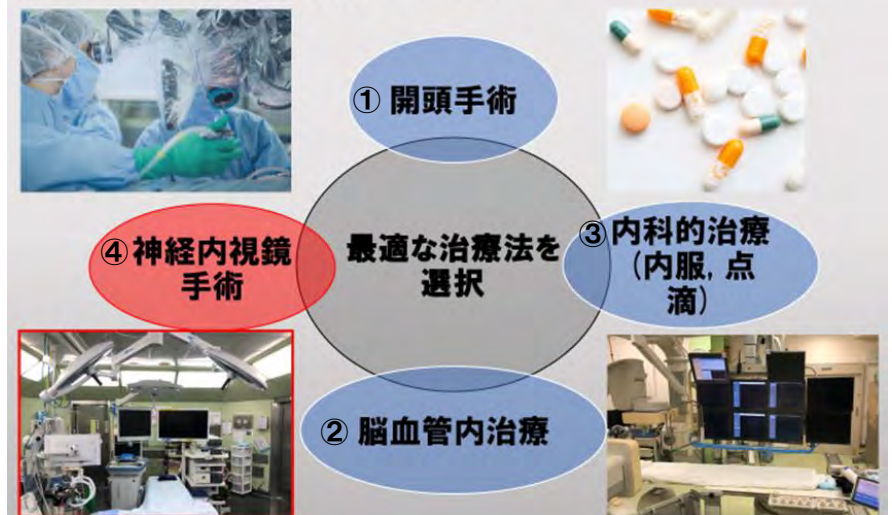 ① 開頭手術
④ 神経内視鏡
手術
最適な治療法を
選択
③ 内科的治療
(内服, 点
滴)
② 脳血管内治療